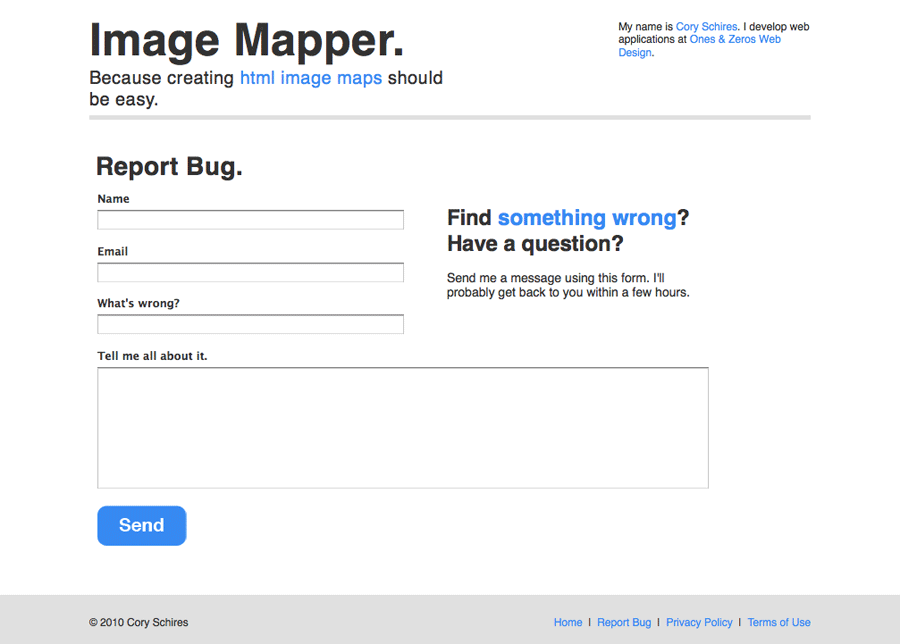 Image Mapper.
Because creating html image maps should
be easy.
My name is Cory Schires. I develop web
applications at Ones & Zeros Web
Design.
Report Bug.
Name
Email
What's wrong?
Tell me all about it.
Find something wrong?
Have a question?
Send me a message using this form. I'll
probably get back to you within a few hours.
Send
© 2010 Cory Schires
Home | Report Bug | Privacy Policy | Terms of Use